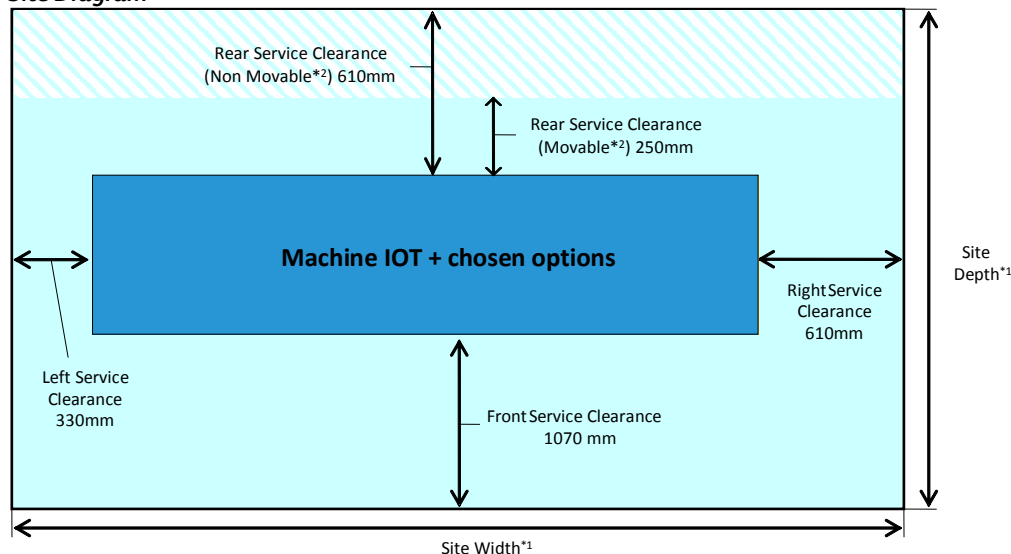 Site Diagram
Rear Service Clearance
(Non Movable*2) 610mm
Rear Service Clearance
(Movable*2) 250mm
Machine IOT + chosen options
Site
Depth*1
Right Service
Clearance
610mm
Left Service
Clearance
330mm
Front Service Clearance
1070 mm
Site Width*1